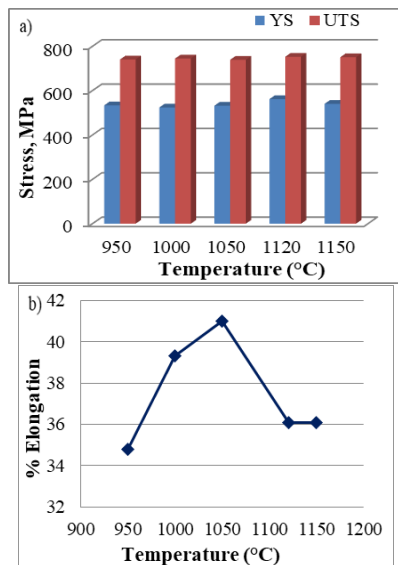 a)
YS UTS
Stress, MPa
800
600
400
200
0
950 1000 1050 1120 1150
Temperature (°C)
b)
% Elongation
42
40
38
36
34
32
900 950 1000 1050 1100 1150 1200
Temperature (°C)